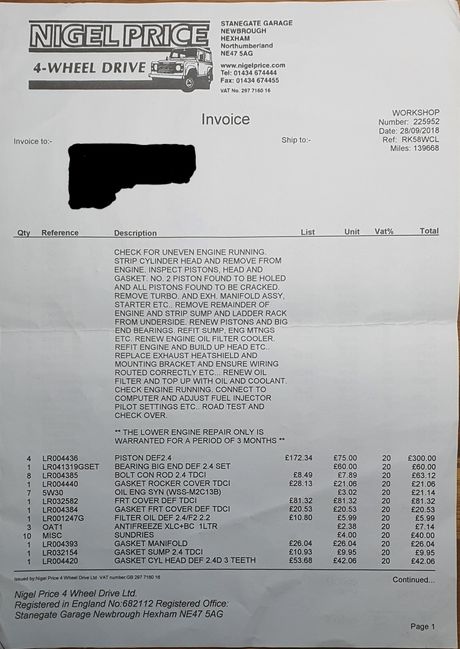 NIGEL PRICE
4-WHEEL DRIVE
STANEGATE GARAGE
NEWBROUGH
HEXHAM
Northumberland
NE47 5AG
www.nigelprice.com
Tel: 01434 674444
Fax: 01434 674455
VAT No. 297 7160 16
Invoice
WORKSHOP
Number: 225952
Date: 28/09/2018
Ref: RK58WCL
Miles: 139668
Invoice to:-
Ship to:-
Qty Reference Description List Unit Vat% Total
CHECK FOR UNEVEN ENGINE RUNNING.
STRIP CYLINDER HEAD AND REMOVE FROM
ENGINE. INSPECT PISTONS, HEAD AND
GASKET. NO. 2 PISTON FOUND TO BE HOLED
AND ALL PISTONS FOUND TO BE CRACKED.
REMOVE TURBO. AND EXH. MANIFOLD ASSY,
STARTER ETC.. REMOVE REMAINDER OF
ENGINE AND STRIP SUMP AND LADDER RACK
FROM UNDERSIDE. RENEW PISTONS AND BIG
END BEARINGS. REFIT SUMP, ENG MTNGS
ETC. RENEW ENGINE OIL FILTER COOLER.
REFIT ENGINE AND BUILD UP HEAD ETC..
REPLACE EXHAUST HEATSHIELD AND
MOUNTING BRACKET AND ENSURE WIRING
ROUTED CORRECTLY ETC... RENEW OIL
FILTER AND TOP UP WITH OIL AND COOLANT.
CHECK ENGINE RUNNING. CONNECT TO
COMPUTER AND ADJUST FUEL INJECTOR
PILOT SETTINGS ETC.. ROAD TEST AND
CHECK OVER.
** THE LOWER ENGINE REPAIR ONLY IS
WARRANTED FOR A PERIOD OF 3 MONTHS **
4 LR004436 PISTON DEF2.4 £172.34 £75.00 20 £300.00
1 LR041319GSET BEARING BIG END DEF 2.4 SET £60.00 20 £60.00
8 LR004385 BOLT CON ROD 2.4 TDCI £8.49 £7.89 20 £63.12
1 LR004440 GASKET ROCKER COVER TDCI £28.13 £21.06 20 £21.06
7 5W30 OIL ENG SYN (WSS-M2C13B) £3.02 20 £21.14
1 LR032582 FRT COVER DEF TDCI £81.32 £81.32 20 £81.32
1 LR004384 GASKET FRT COVER DEF TDCI £20.53 £20.53 20 £20.53
1 LR001247G FILTER OIL DEF 2.4/F2 2.2 £10.80 £5.99 20 £5.99
3 OAT1 ANTIFREEZE XLC+BC 1LTR £2.38 20 £7.14
10 MISC SUNDRIES £4.00 20 £40.00
1 LR004393 GASKET MANIFOLD £26.04 £26.04 20 £26.04
1 LR032154 GASKET SUMP 2.4 TDCI £10.93 £9.95 20 £9.95
1 LR004420 GASKET CYL HEAD DEF 2.4D 3 TEETH £53.68 £42.06 20 £42.06
Issued by:Nigel Price 4 Wheel Drive Ltd VAT number:GB 297 7160 16
Continued...
Nigel Price 4 Wheel Drive Ltd.
Registered in England No:682112 Registered Office:
Stanegate Garage Newbrough Hexham NE47 5AG
Page 1